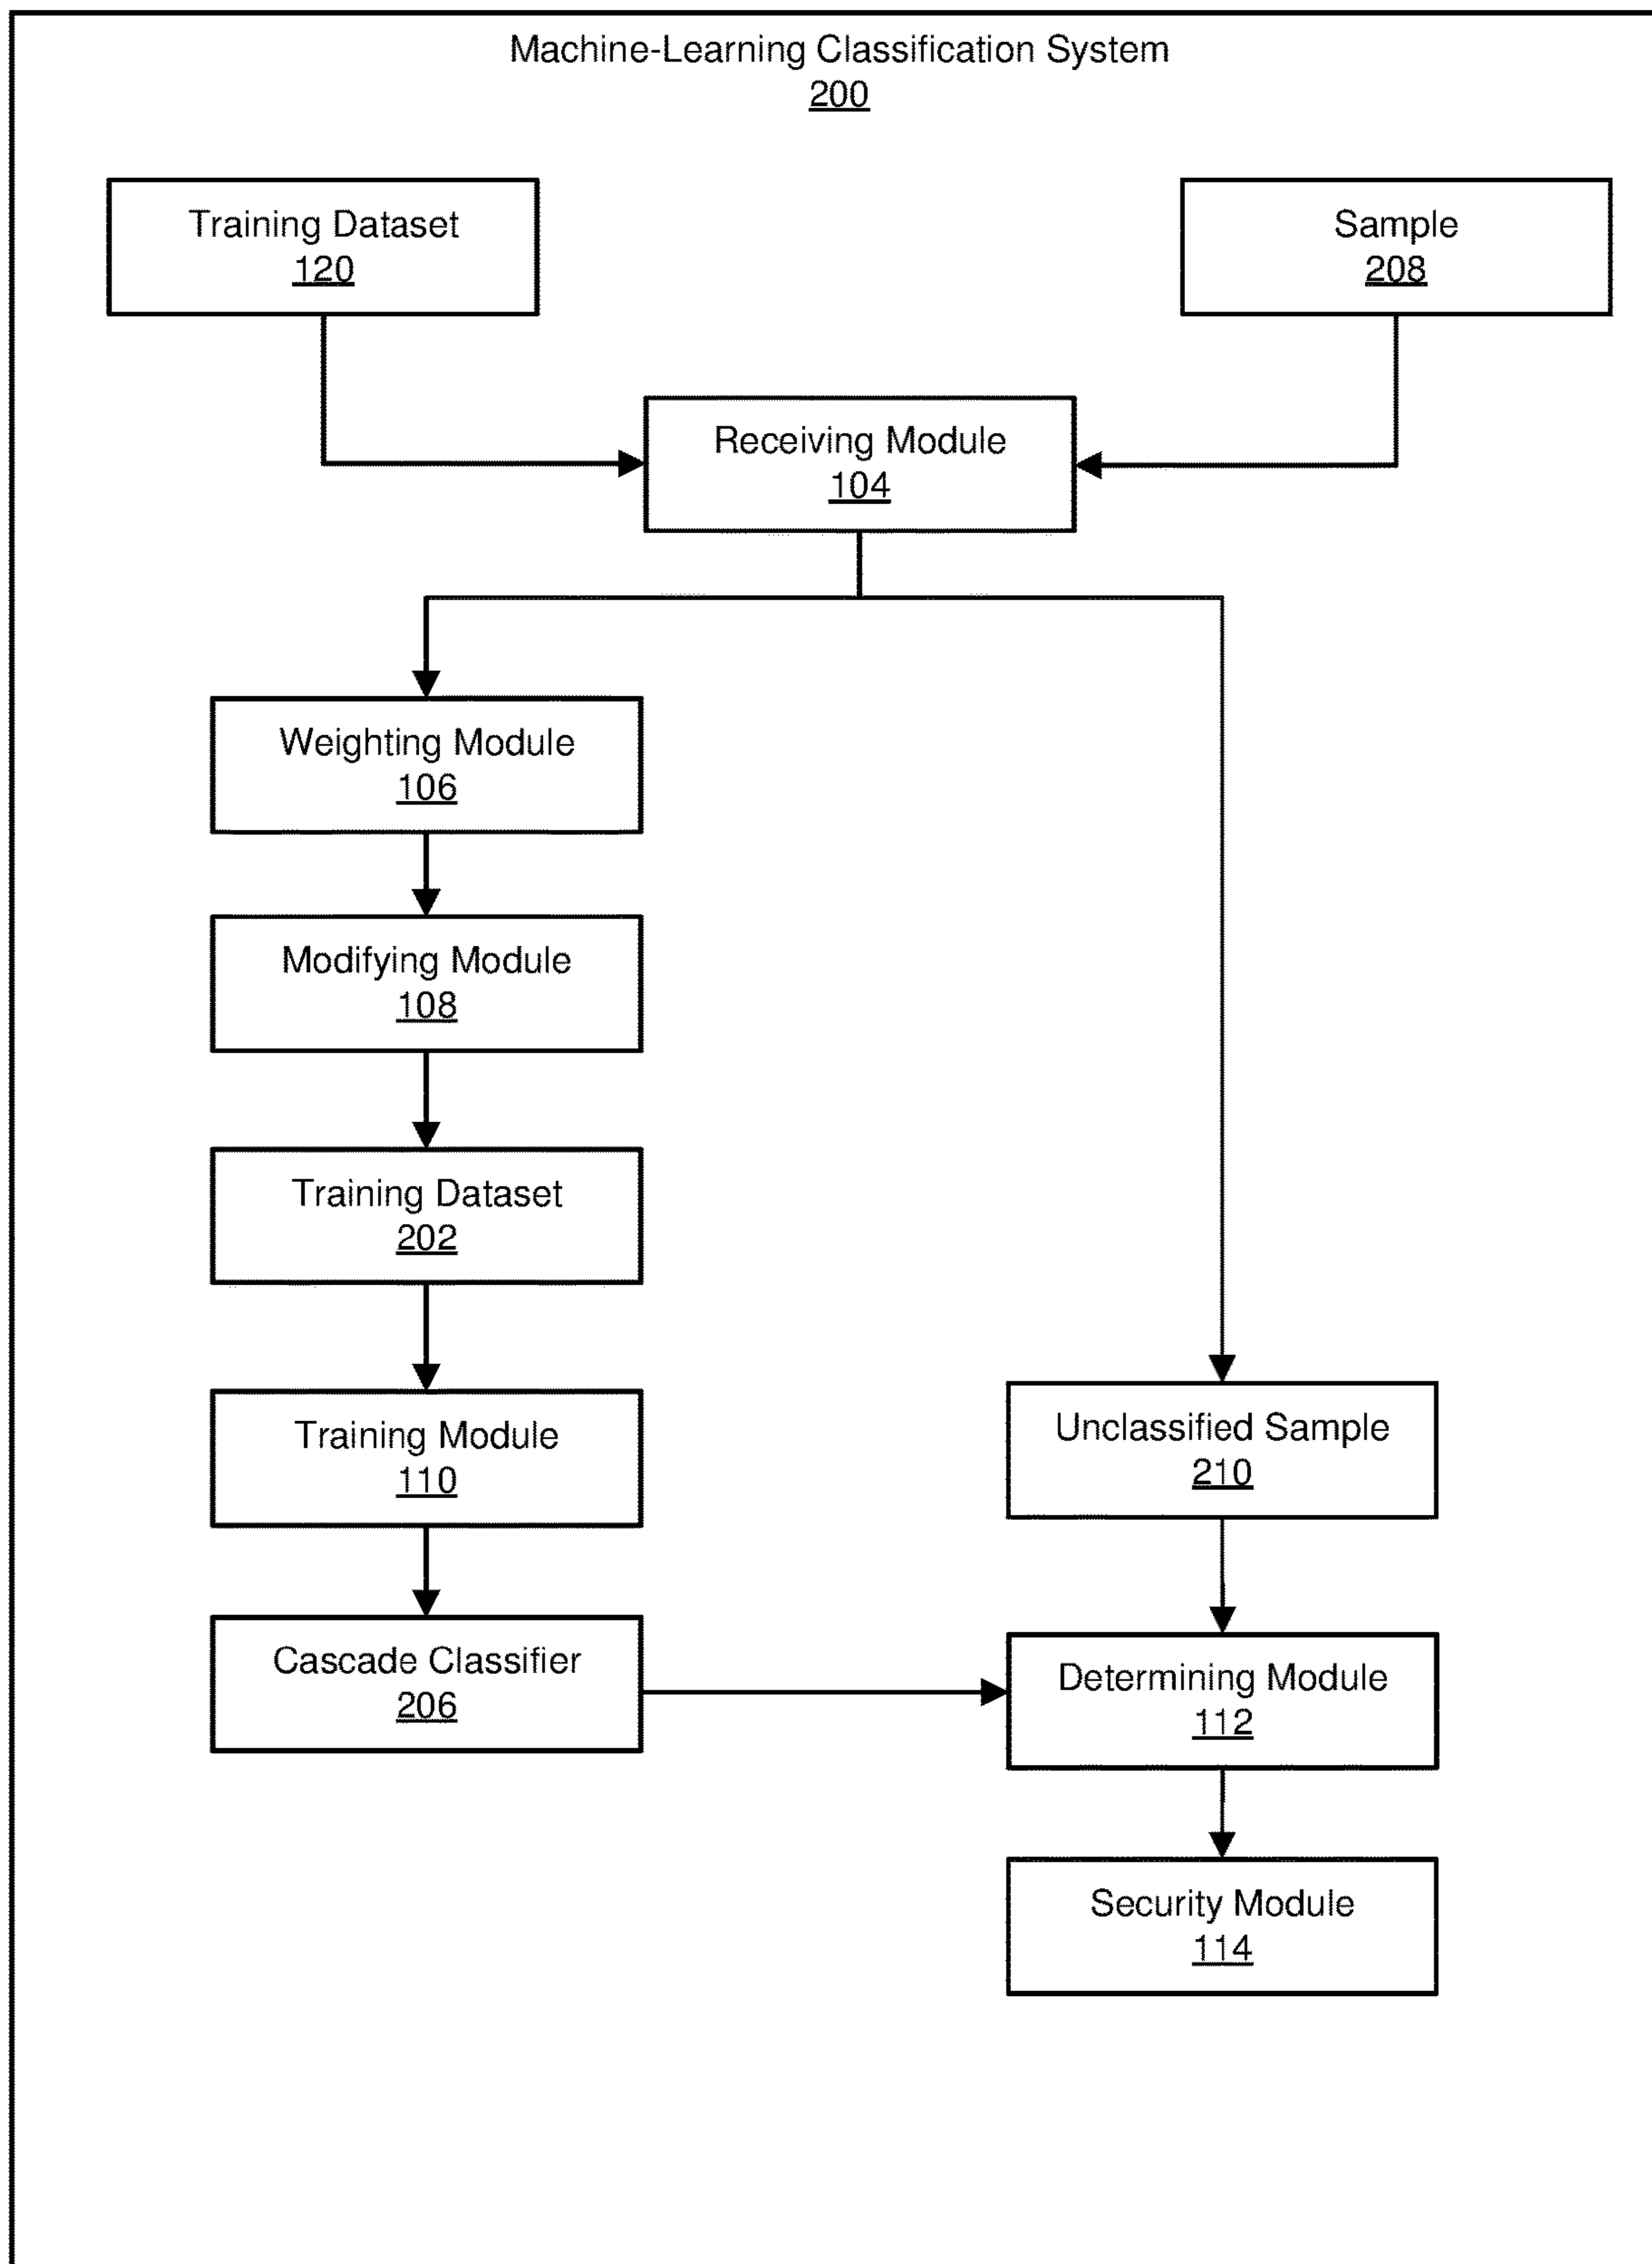 Machine-Learning Classification System
200
Training Dataset
120
Sample
208
Receiving Module
104
Weighting Module
106
Modifying Module
108
Training Dataset
202
Training Module
110
Unclassified Sample
210
Cascade Classifier
206
Determining Module
112
Security Module
114